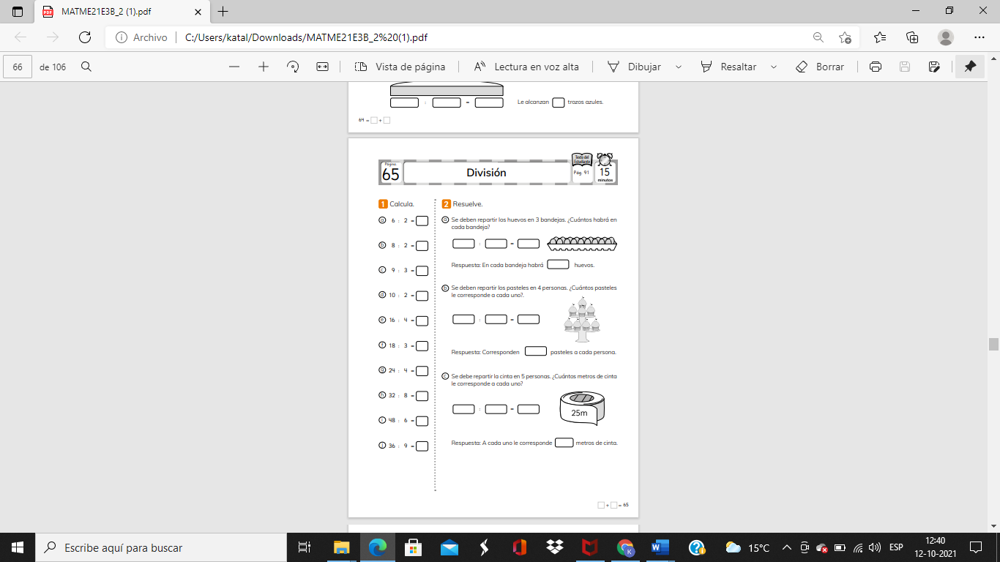 MATME21E3B_2 (1).pdf
Archivo C:/Users/katal/Downloads/MATME21E3B_2%20(1).pdf
66 de 106 Vista de página Lectura en voz alta Dibujar Resaltar Borrar
: = Le alcanzan trozos azules.
64 = +
Página 65 División Texto del Estudiante Pág. 91 15 minutos
1 Calcula.
a 6 : 2 =
b 8 : 2 =
c 9 : 3 =
d 10 : 2 =
e 16 : 4 =
f 18 : 3 =
g 24 : 4 =
h 32 : 8 =
i 48 : 6 =
j 36 : 9 =
2 Resuelve.
a Se deben repartir los huevos en 3 bandejas. ¿Cuántos habrá en
cada bandeja?
: =
Respuesta: En cada bandeja habrá huevos.
b Se deben repartir los pasteles en 4 personas. ¿Cuántos pasteles
le corresponde a cada uno?.
: =
Respuesta: Corresponden pasteles a cada persona.
c Se debe repartir la cinta en 5 personas. ¿Cuántos metros de cinta
le corresponde a cada uno?
: =
25m
Respuesta: A cada uno le corresponde metros de cinta.
+ = 65
Escribe aquí para buscar 15°C ESP 12:40
12-10-2021